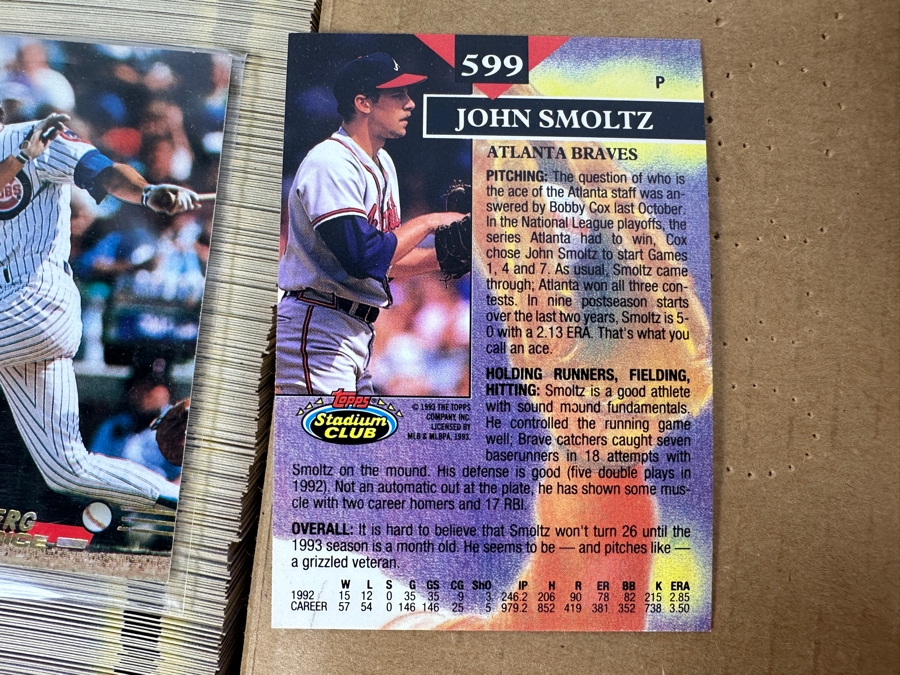 599
P
JOHN SMOLTZ
ATLANTA BRAVES
PITCHING: The question of who is
the ace of the Atlanta staff was an-
swered by Bobby Cox last October.
In the National League playoffs, the
series Atlanta had to win, Cox
chose John Smoltz to start Games
1, 4 and 7. As usual, Smoltz came
through; Atlanta won all three con-
tests. In nine postseason starts
over the last two years, Smoltz is 5-
0 with a 2.13 ERA. That's what you
call an ace.
HOLDING RUNNERS, FIELDING,
HITTING: Smoltz is a good athlete
with sound mound fundamentals.
He controlled the running game
well; Brave catchers caught seven
baserunners in 18 attempts with
Smoltz on the mound. His defense is good (five double plays in
1992). Not an automatic out at the plate, he has shown some mus-
cle with two career homers and 17 RBI.
OVERALL: It is hard to believe that Smoltz won't turn 26 until the
1993 season is a month old. He seems to be — and pitches like —
a grizzled veteran.
W L S G GS CG ShO IP H R ER BB K ERA
1992 15 12 0 35 35 9 3 246.2 206 90 78 82 215 2.85
CAREER 57 54 0 146 146 25 5 979.2 852 419 381 352 738 3.50
Topps
Stadium
CLUB
© 1993 THE TOPPS
COMPANY, INC.
LICENSED BY
MLB & MLBPA, 1993.
UBS
ERG